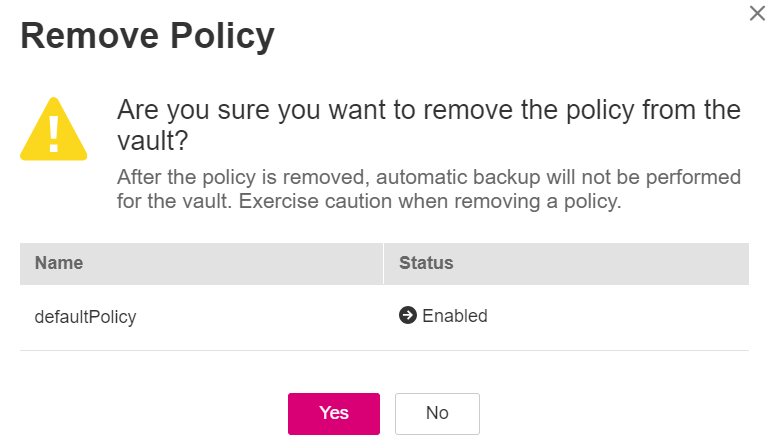 Remove Policy
Are you sure you want to remove the policy from the
vault?
After the policy is removed, automatic backup will not be performed
for the vault. Exercise caution when removing a policy.
Name Status
defaultPolicy Enabled
Yes No